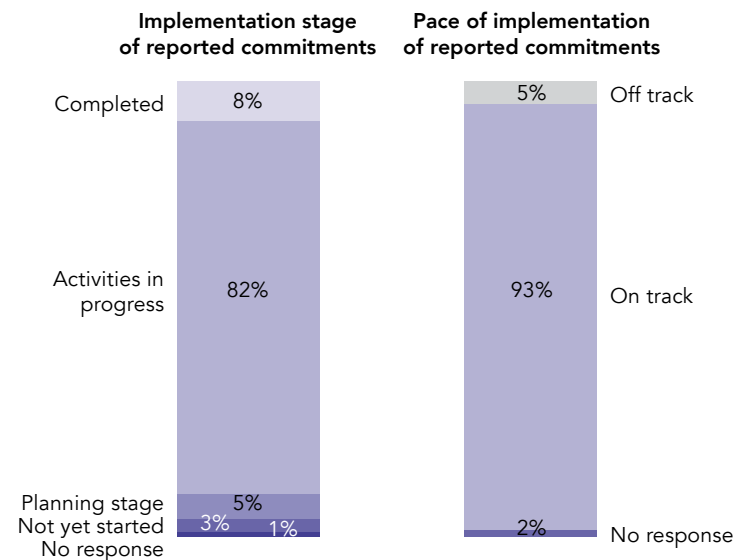 Implementation stage
of reported commitments
Completed
8%
Activities in
progress
82%
Planning stage
5%
Not yet started
3%
1%
No response
Pace of implementation
of reported commitments
5%
Off track
93%
On track
2%
No response